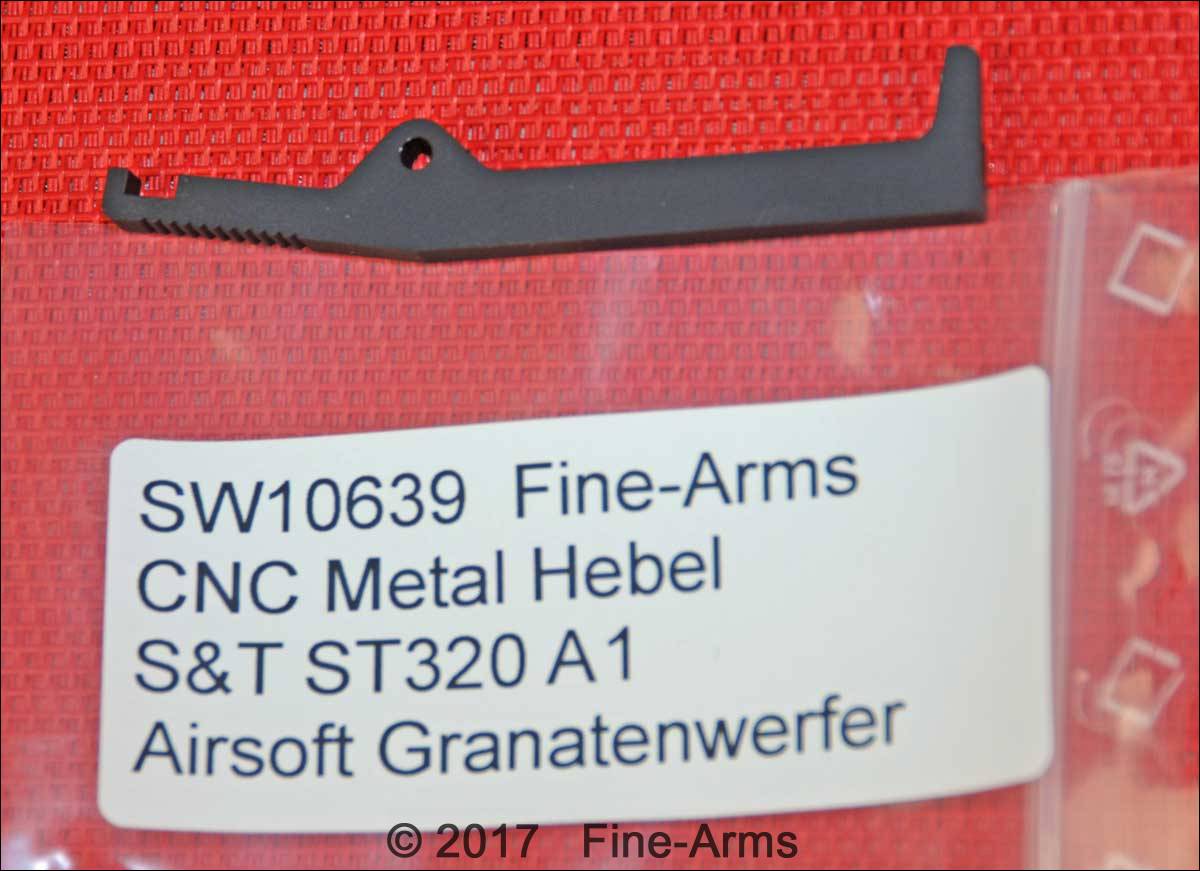 SW10639 Fine-Arms
CNC Metal Hebel
S&T ST320 A1
Airsoft Granatenwerfer
© 2017 Fine-Arms